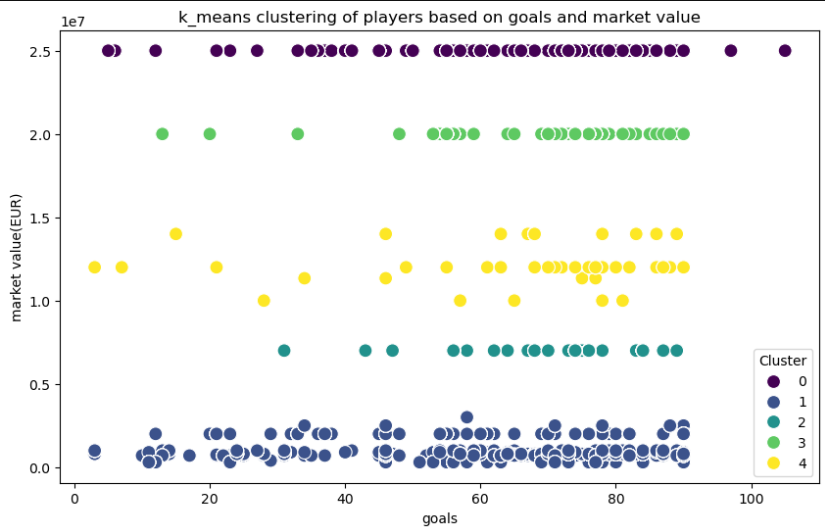 k_means clustering of players based on goals and market value
1e7
2.5
2.0
1.5
1.0
0.5
0.0
market value(EUR)
0 20 40 60 80 100
goals
Cluster
0
1
2
3
4